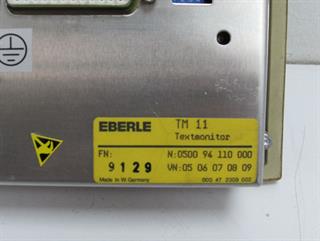 EBERLE TM 11
Textmonitor
FN: N:0500 94 110 000
9129 VN:05 06 07 08 09
Made in W.Germany 000 47 2009 002